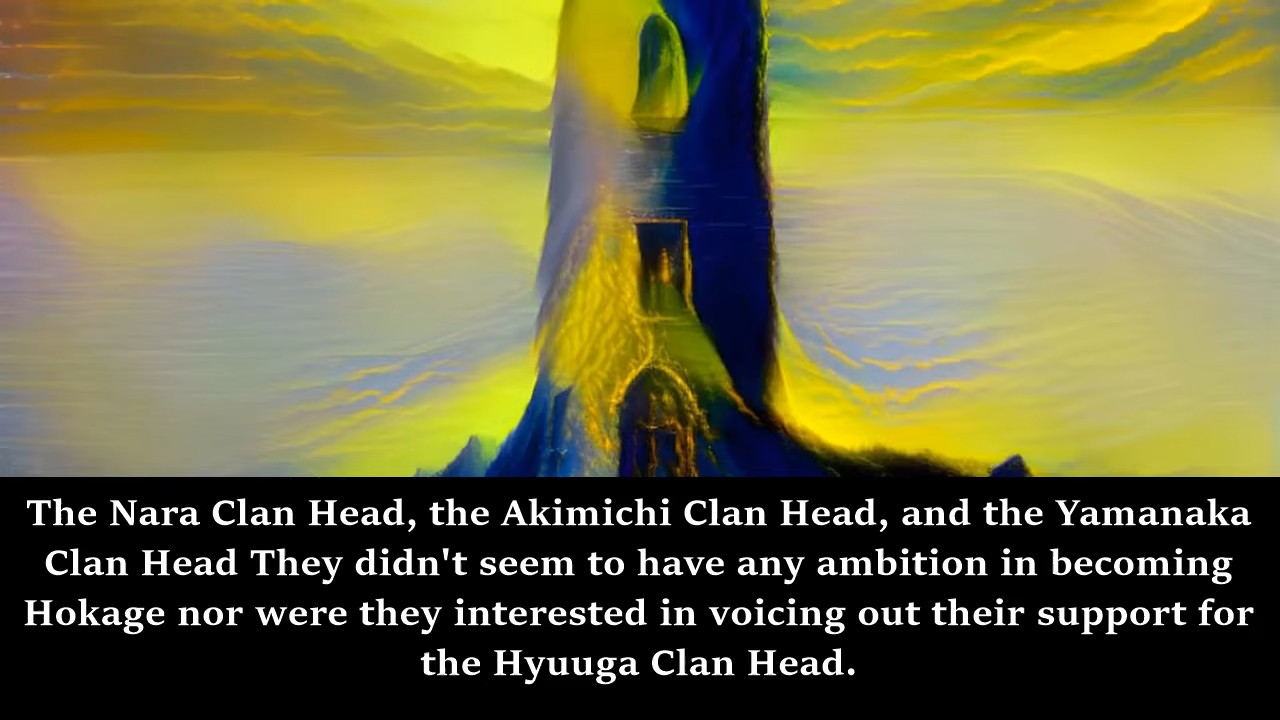 The Nara Clan Head, the Akimichi Clan Head, and the Yamanaka
Clan Head They didn't seem to have any ambition in becoming
Hokage nor were they interested in voicing out their support for
the Hyuuga Clan Head.